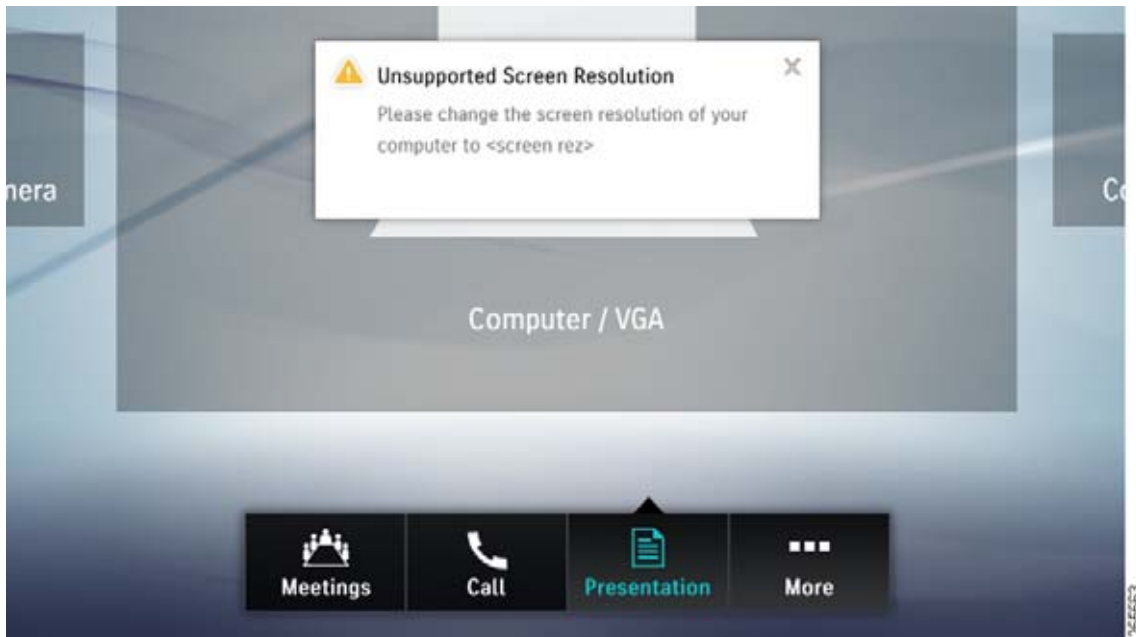 Unsupported Screen Resolution
Please change the screen resolution of your
computer to <screen rez>
nera
Co
Computer / VGA
Meetings
Call
Presentation
More